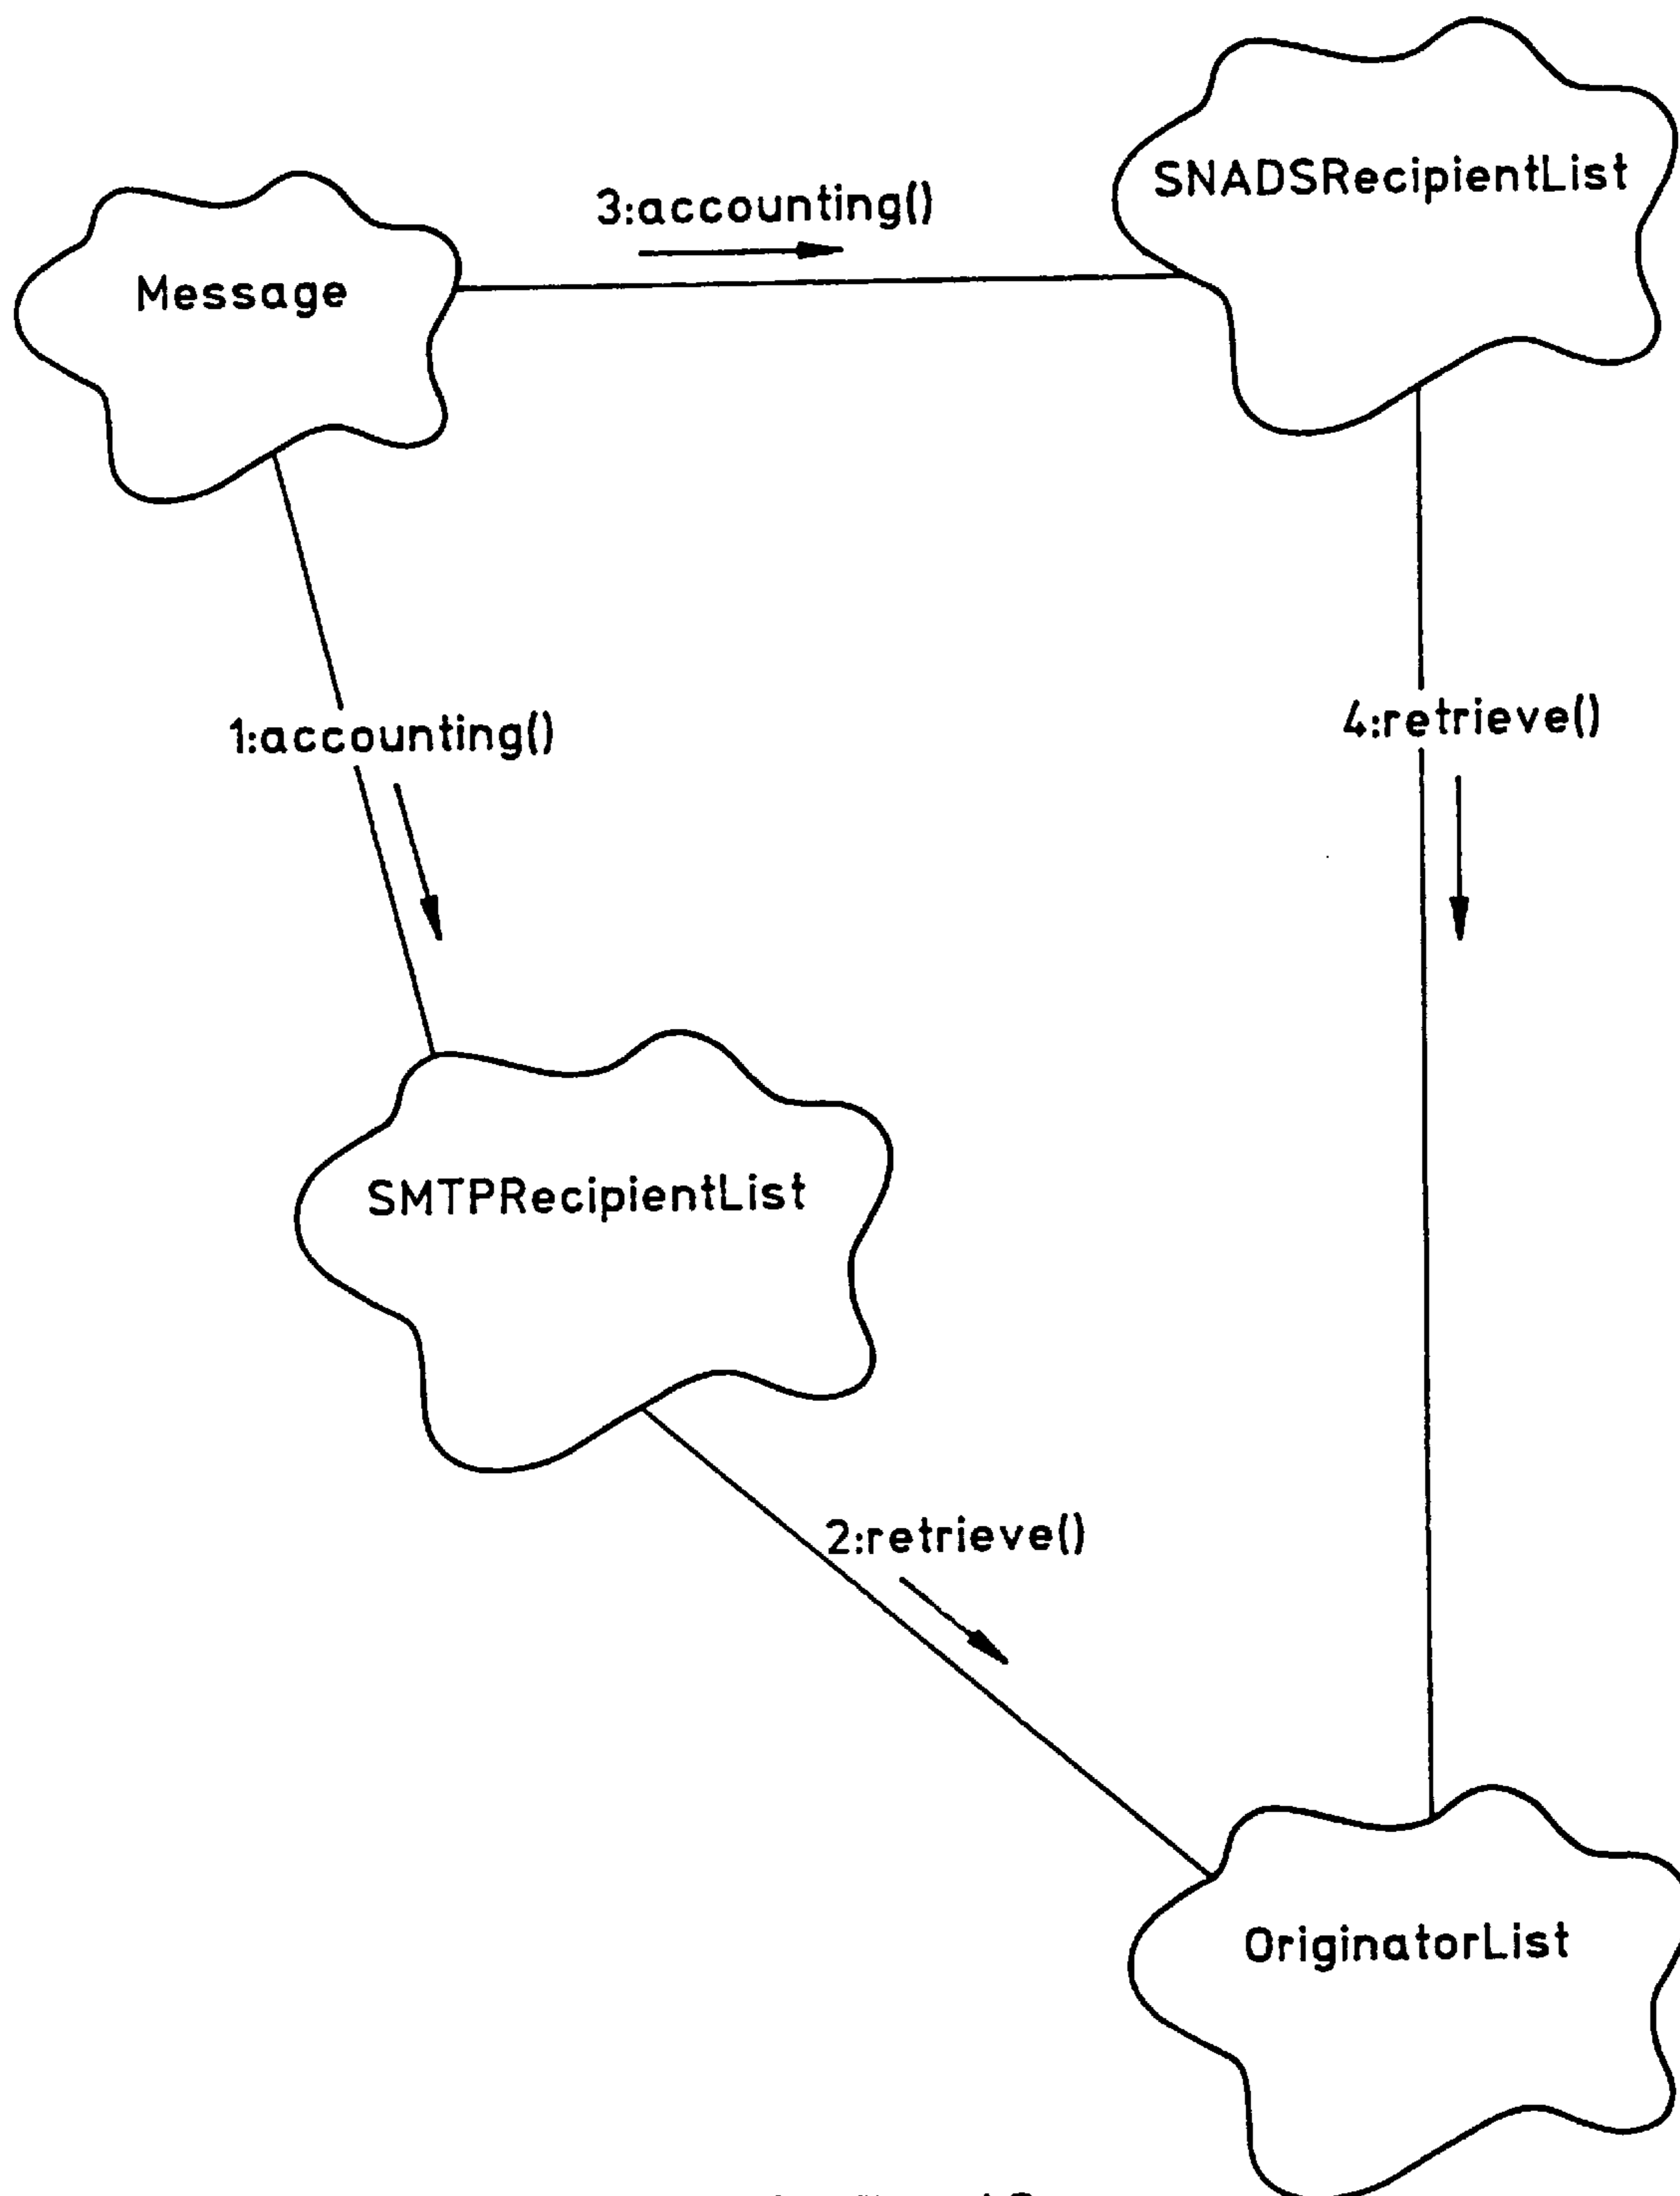 SNADSRecipientList
3:accounting()
Message
1:accounting()
4:retrieve()
SMTPRecipientList
2:retrieve()
OriginatorList